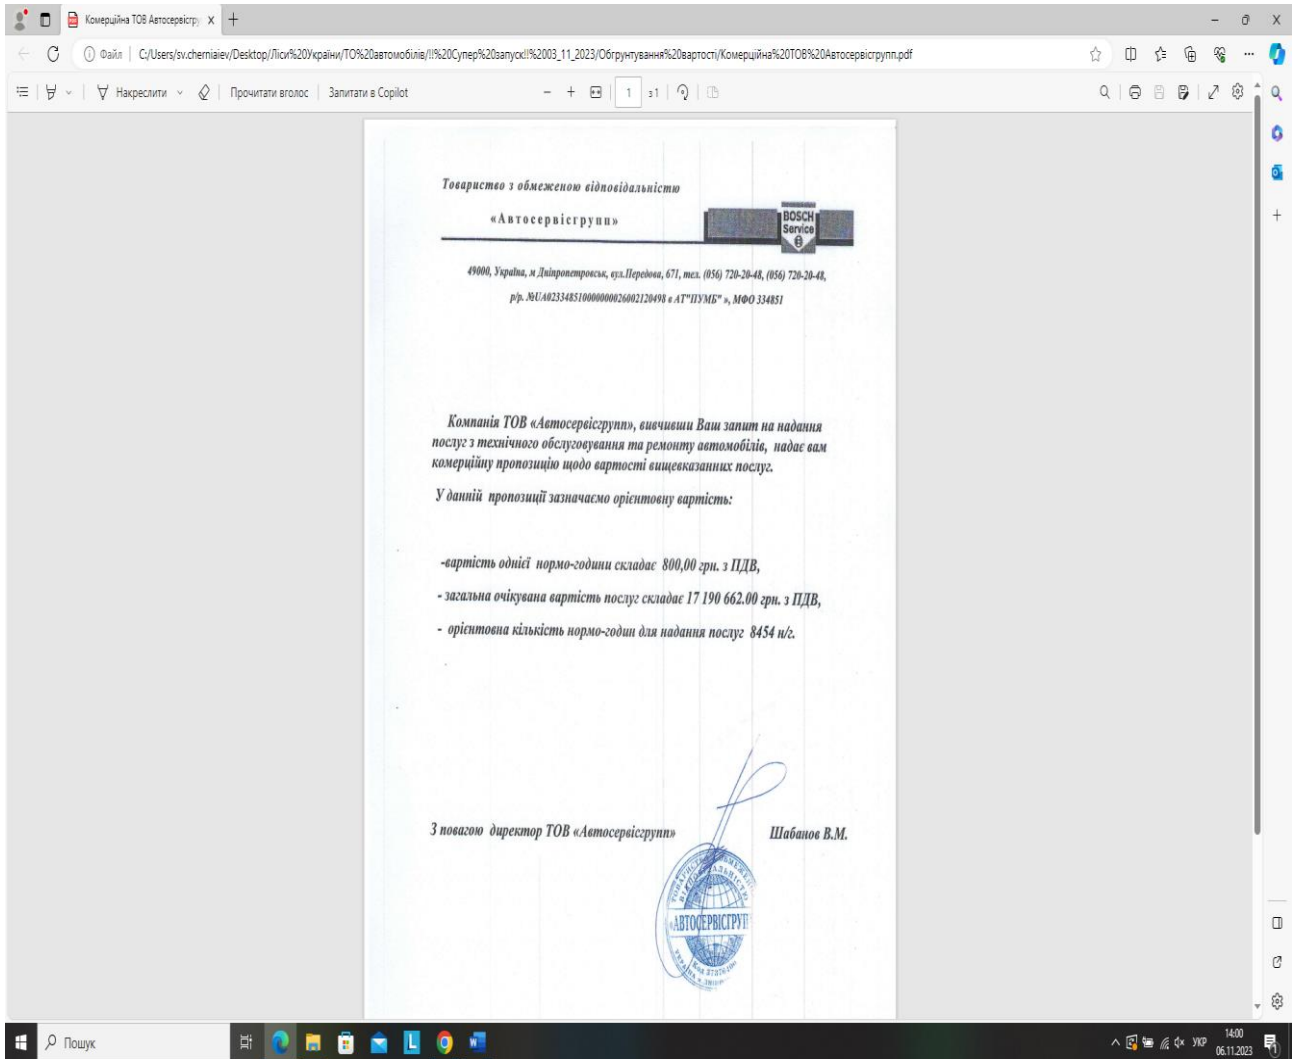 Комерційна ТОВ Автосервісгру
Файл
C:/Users/sv.cherniaiev/Desktop/Ліси%20України/ТО%20автомобілів/!!%20Супер%20запуск!!%2003_11_2023/Обгрунтування%20вартості/Комерційна%20ТОВ%20Автосервісгрупп.pdf
Накреслити
Прочитати вголос
Запитати в Copilot
1 з 1
Товариство з обмеженою відповідальністю
«Автосервісгрупп»
BOSCH
Service
49000, Україна, м Дніпропетровськ, вул.Передова, 671, тел. (056) 720-20-48, (056) 720-20-48,
р/р. №UA023348510000000026002120498 в АТ"ПУМБ" », МФО 334851
Компанія ТОВ «Автосервісгрупп», вивчивши Ваш запит на надання
послуг з технічного обслуговування та ремонту автомобілів, надає вам
комерційну пропозицію щодо вартості вищевказанних послуг.
У данній пропозиції зазначаємо орієнтовну вартість:
-вартість однієї нормо-години складає 800,00 грн. з ПДВ,
- загальна очікувана вартість послуг складає 17 190 662.00 грн. з ПДВ,
- орієнтовна кількість нормо-годин для надання послуг 8454 н/г.
З повагою директор ТОВ «Автосервісгрупп»
Шабанов В.М.
«АВТОСЕРВІСГРУП
Пошук
УКР
14:00
06.11.2023